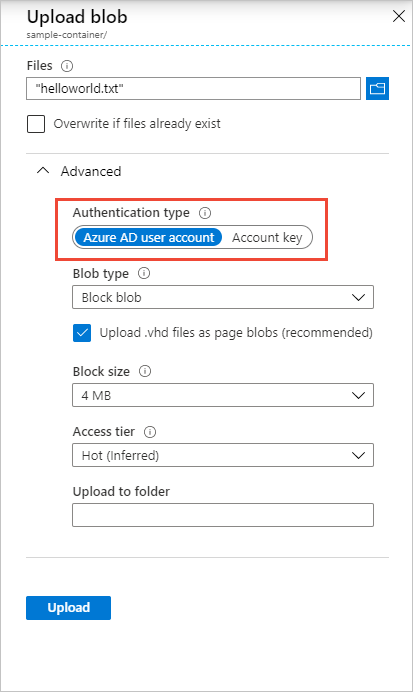 Upload blob
sample-container/
Files
"helloworld.txt"
Overwrite if files already exist
Advanced
Authentication type
Azure AD user account Account key
Blob type
Block blob
Upload .vhd files as page blobs (recommended)
Block size
4 MB
Access tier
Hot (Inferred)
Upload to folder
Upload